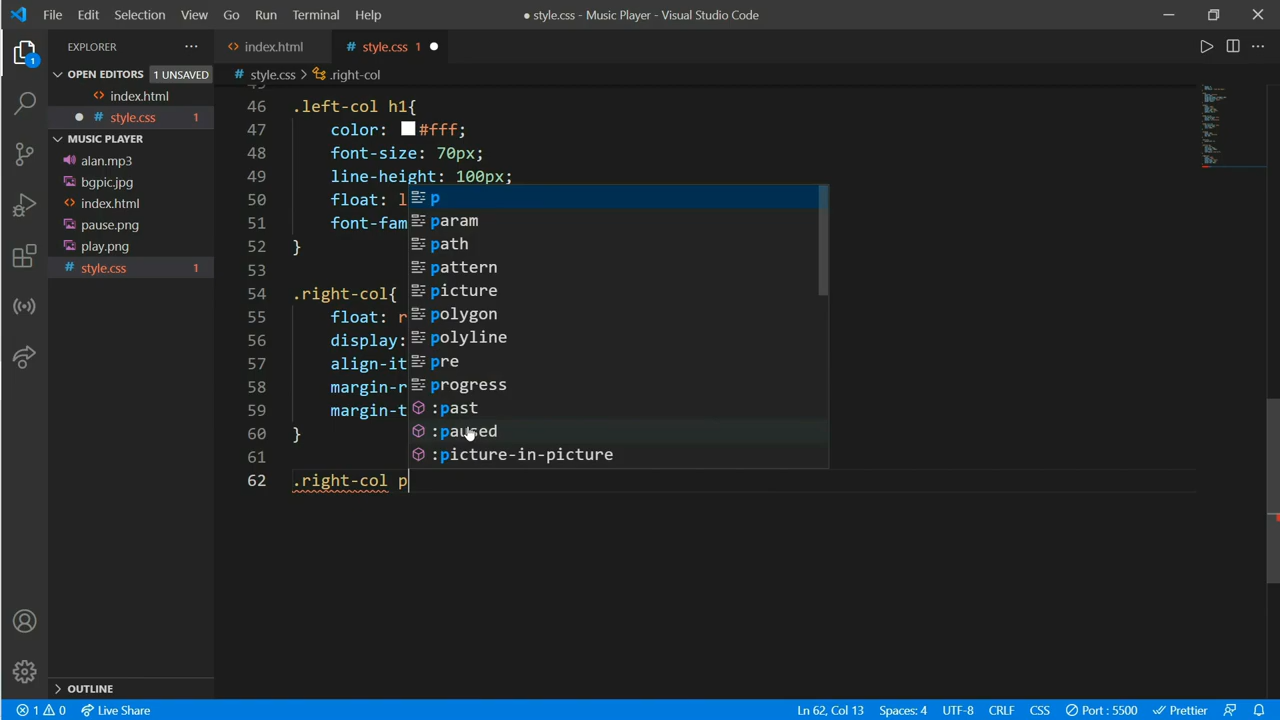 File Edit Selection View Go Run Terminal Help
● style.css - Music Player - Visual Studio Code
1
EXPLORER
OPEN EDITORS 1 UNSAVED
index.html
style.css 1
MUSIC PLAYER
alan.mp3
bgpic.jpg
index.html
pause.png
play.png
style.css 1
OUTLINE
index.html
style.css 1
style.css > .right-col
46 .left-col h1{
47 color: #fff;
48 font-size: 70px;
49 line-height: 100px;
50 float: l
51 font-fam
52 }
53
54 .right-col{
55 float: r
56 display:
57 align-it
58 margin-r
59 margin-t
60 }
61
62 .right-col p
p
param
path
pattern
picture
polygon
polyline
pre
progress
:past
:paused
:picture-in-picture
1 0 Live Share
Ln 62, Col 13 Spaces: 4 UTF-8 CRLF CSS Port : 5500 Prettier